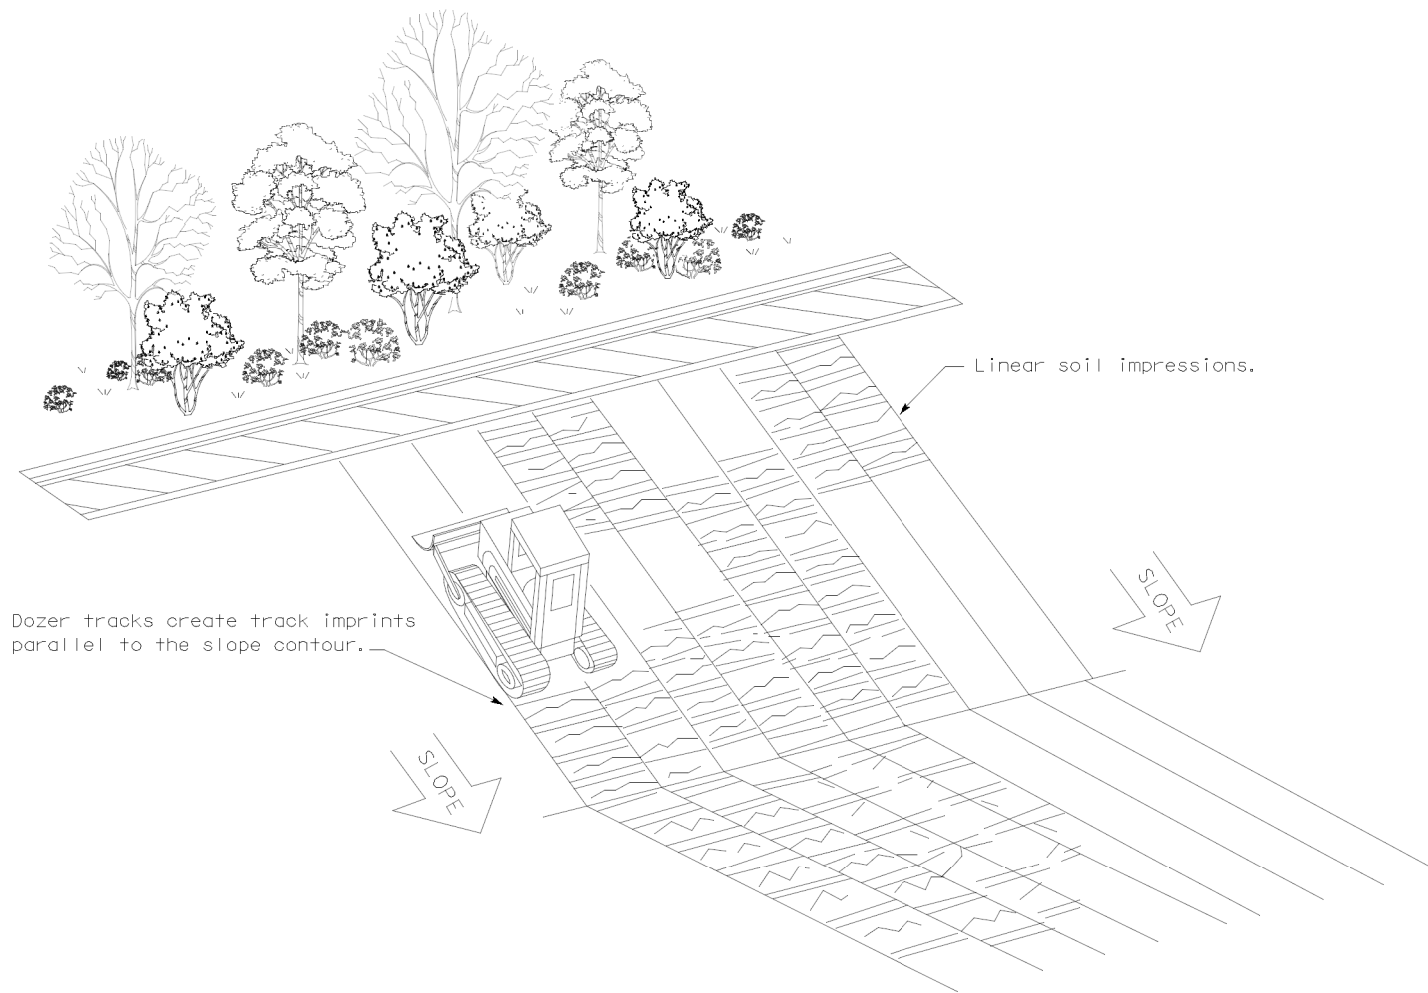 Linear soil impressions.
SLOPE
Dozer tracks create track imprints
parallel to the slope contour.
SLOPE